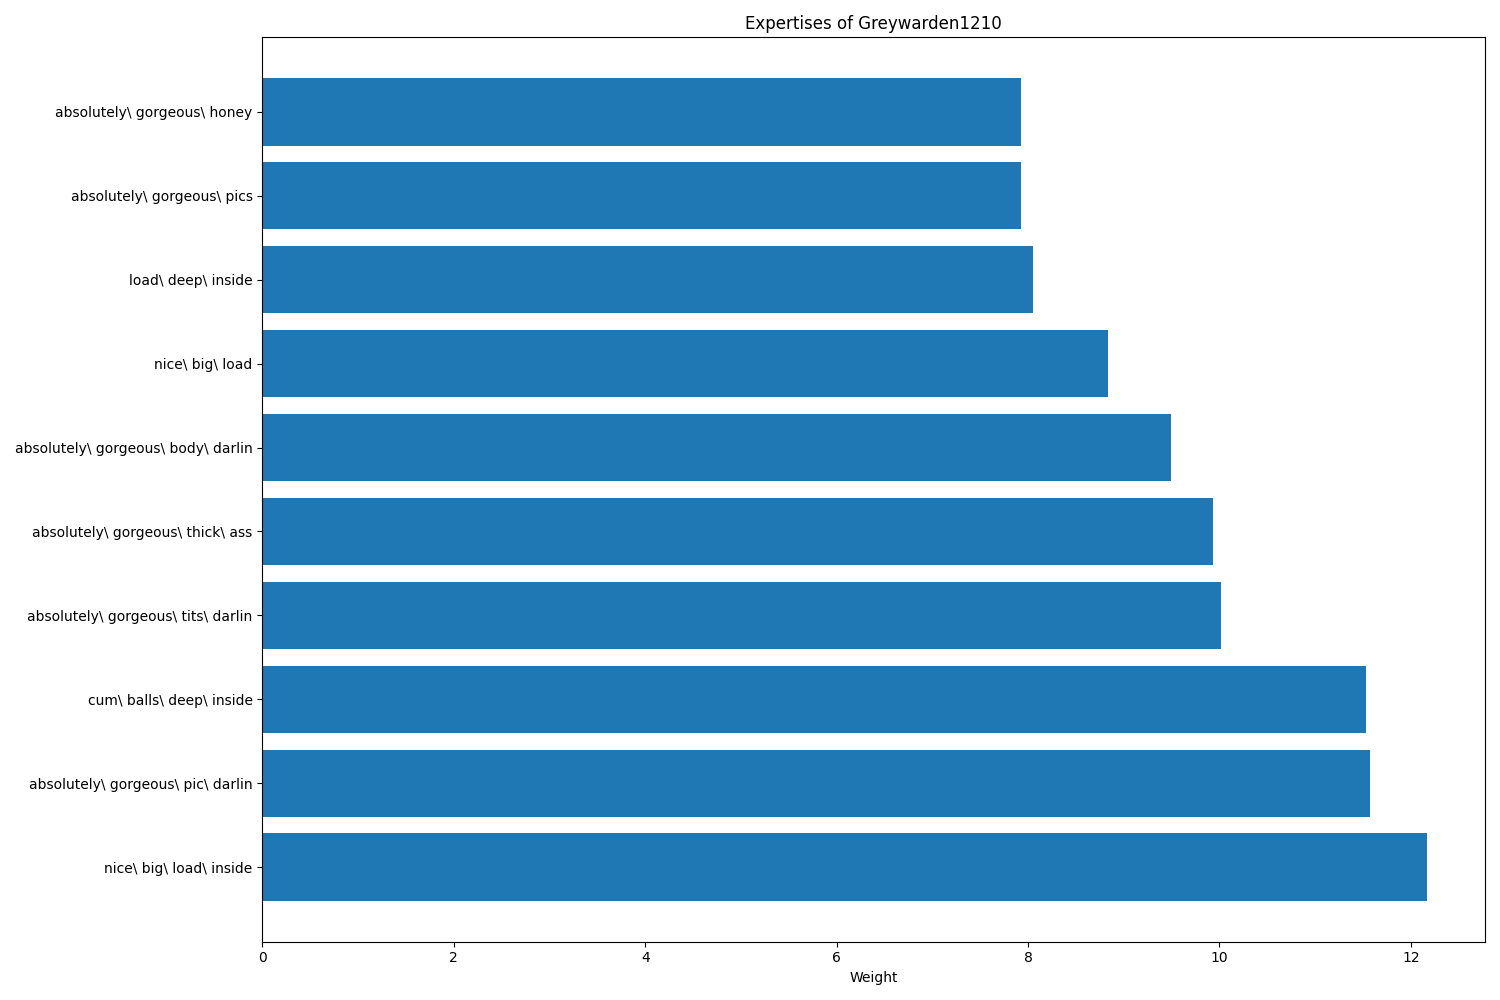 Expertises of Greywarden1210
absolutely\ gorgeous\ honey
absolutely\ gorgeous\ pics
load\ deep\ inside
nice\ big\ load
absolutely\ gorgeous\ body\ darlin
absolutely\ gorgeous\ thick\ ass
absolutely\ gorgeous\ tits\ darlin
cum\ balls\ deep\ inside
absolutely\ gorgeous\ pic\ darlin
nice\ big\ load\ inside
0 2 4 6 8 10 12
Weight